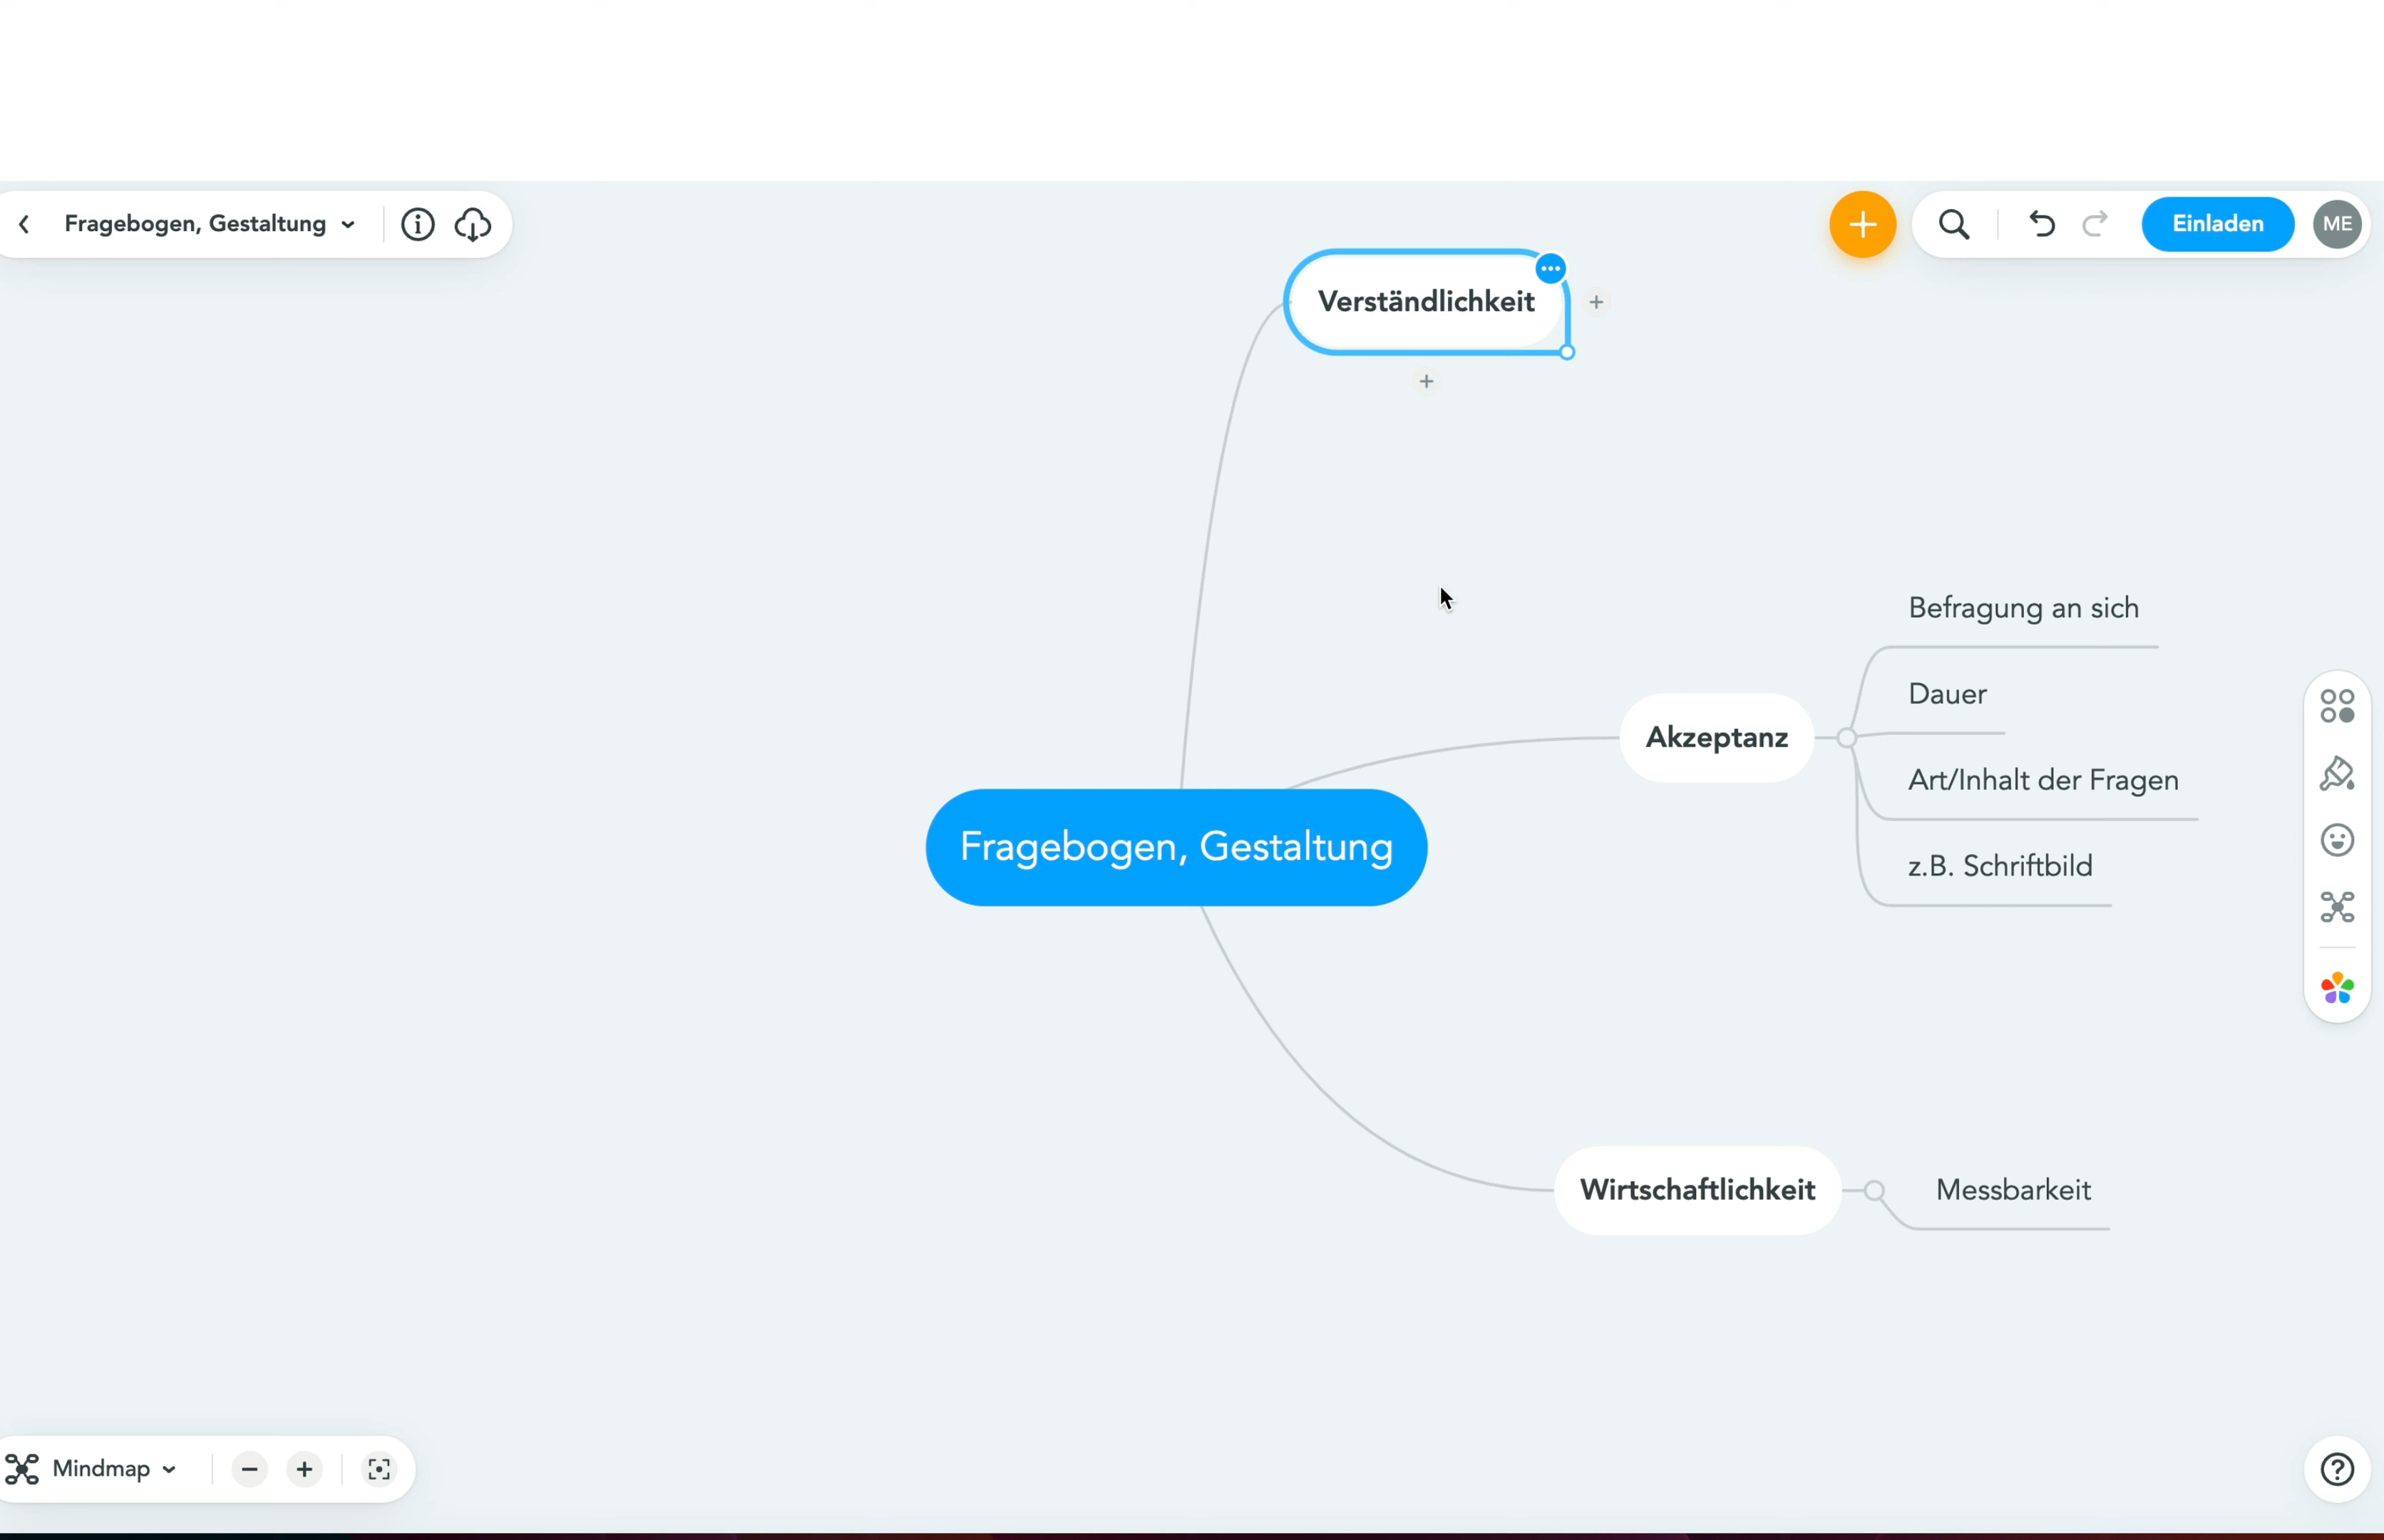 Fragebogen, Gestaltung
Einladen
ME
Verständlichkeit
Befragung an sich
Dauer
Akzeptanz
Art/Inhalt der Fragen
Fragebogen, Gestaltung
z.B. Schriftbild
Wirtschaftlichkeit
Messbarkeit
Mindmap